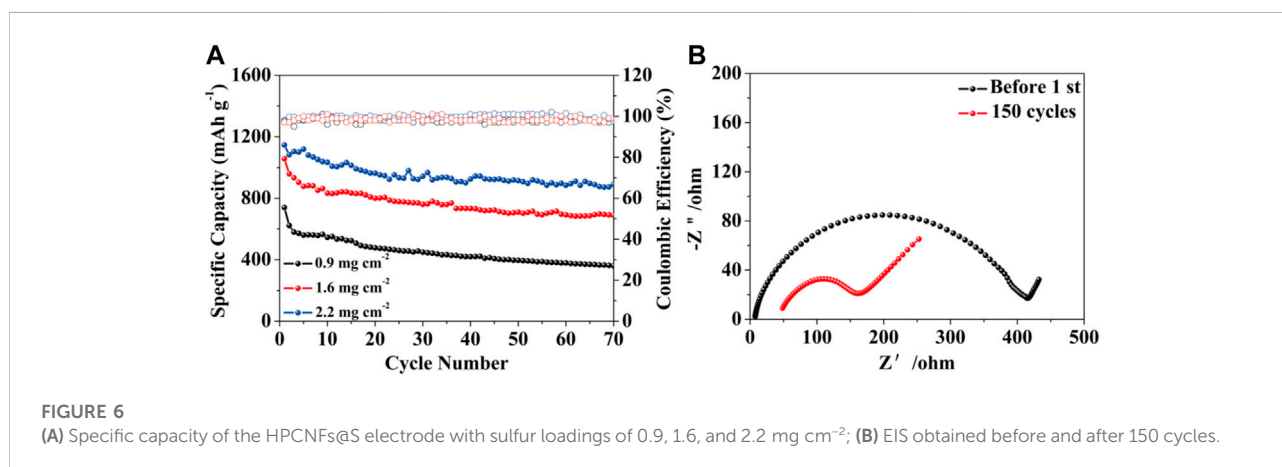 A
B
1600
1200
800
400
0
Specific Capacity (mAh g⁻¹)
0.9 mg cm⁻²
1.6 mg cm⁻²
2.2 mg cm⁻²
0 10 20 30 40 50 60 70
Cycle Number
120
100
80
60
40
20
0
Coulombic Efficiency (%)
200
160
120
80
40
0
-Z " /ohm
Before 1 st
150 cycles
0 100 200 300 400 500
Z′ /ohm
FIGURE 6
(A) Specific capacity of the HPCNFs@S electrode with sulfur loadings of 0.9, 1.6, and 2.2 mg cm⁻²; (B) EIS obtained before and after 150 cycles.